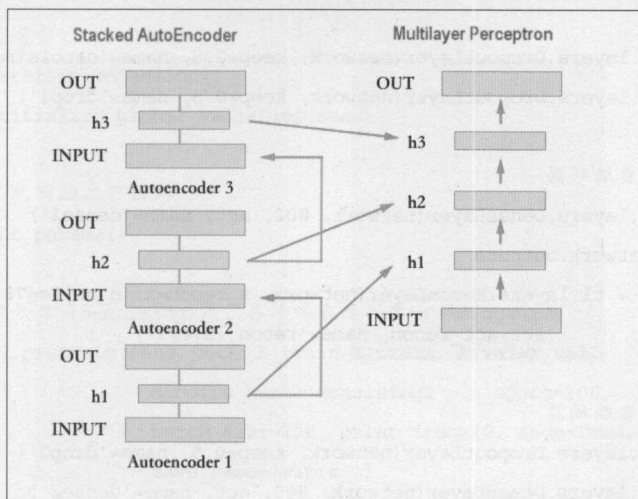 Stacked AutoEncoder
OUT
h3
INPUT
Autoencoder 3
OUT
h2
INPUT
Autoencoder 2
OUT
h1
INPUT
Autoencoder 1
Multilayer Perceptron
OUT
h3
h2
h1
INPUT